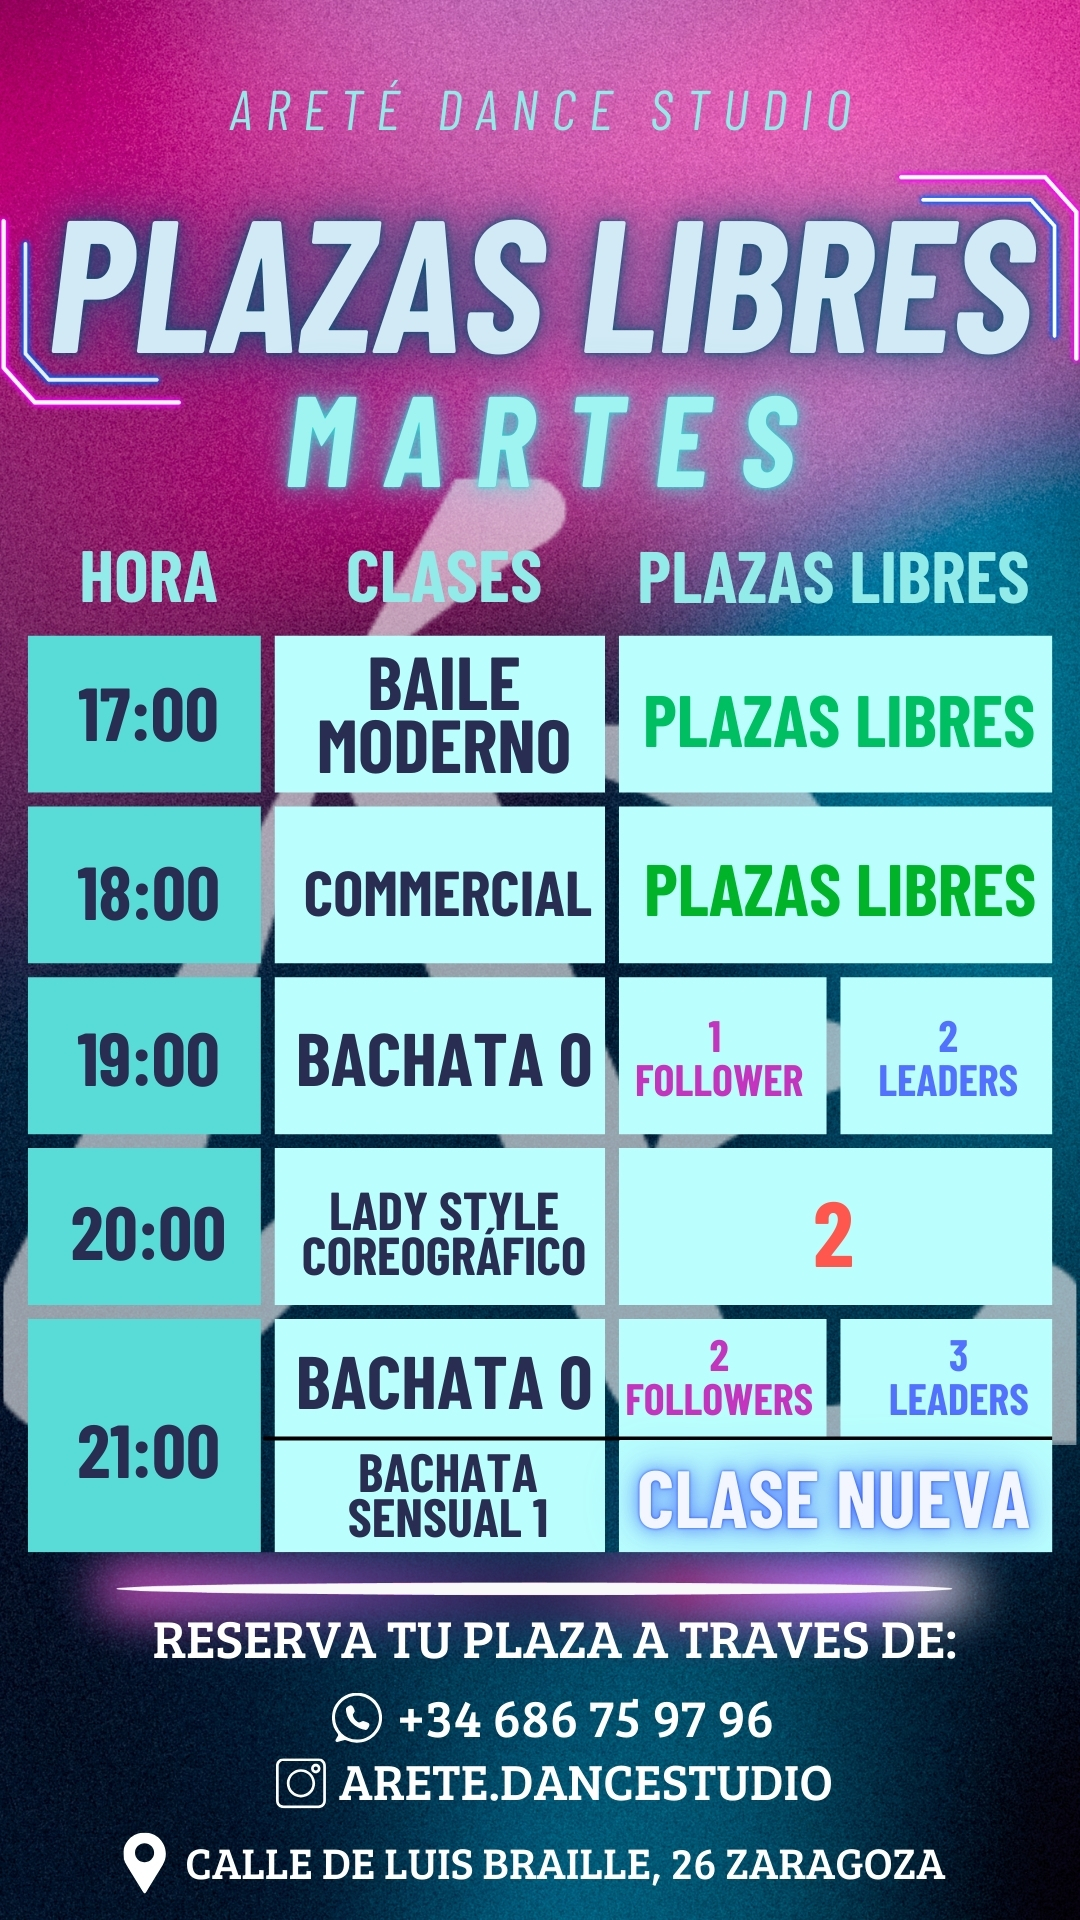 ARETÉ DANCE STUDIO
PLAZAS LIBRES
MARTES
HORA CLASES PLAZAS LIBRES
17:00
BAILE
MODERNO
PLAZAS LIBRES
18:00
COMMERCIAL
PLAZAS LIBRES
19:00
BACHATA 0
1
FOLLOWER
2
LEADERS
20:00
LADY STYLE
COREOGRÁFICO
2
21:00
BACHATA 0
2
FOLLOWERS
3
LEADERS
BACHATA
SENSUAL 1
CLASE NUEVA
RESERVA TU PLAZA A TRAVES DE:
+34 686 75 97 96
ARETE.DANCESTUDIO
CALLE DE LUIS BRAILLE, 26 ZARAGOZA